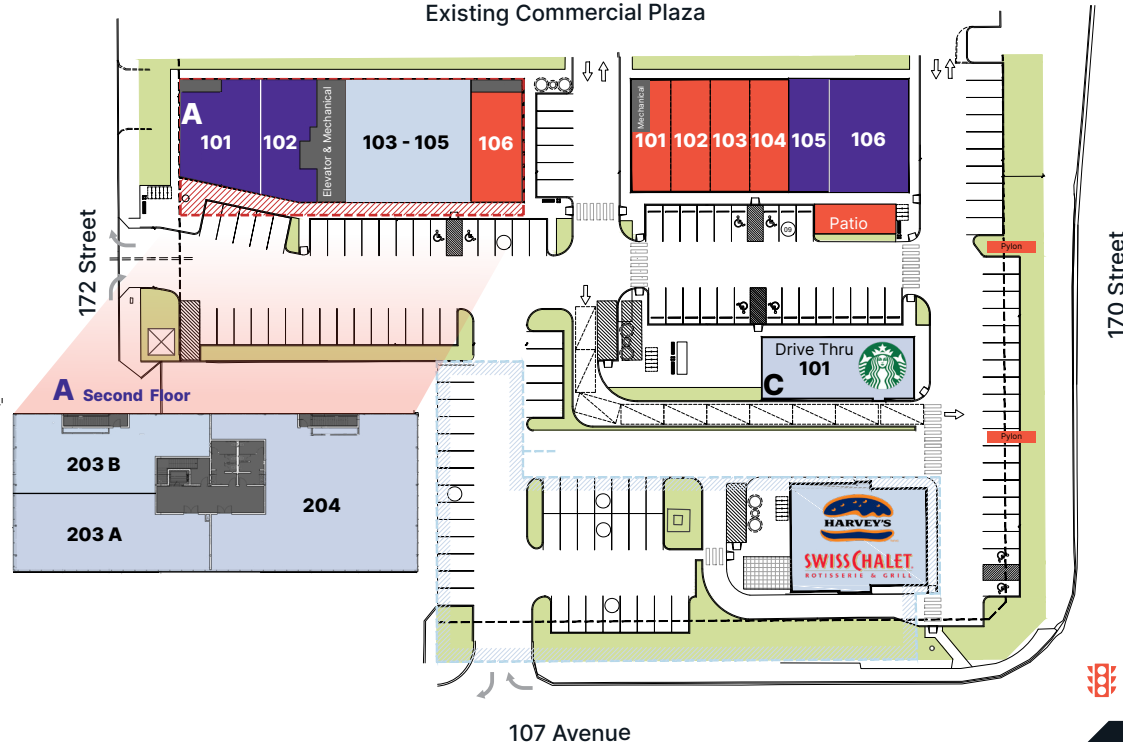 Existing Commercial Plaza
A
101
102
Elevator & Mechanical
103 - 105
106
Mechanical
101
102
103
104
105
106
Patio
09
172 Street
170 Street
Pylon
Drive Thru
101
C
A Second Floor
Pylon
203 B
204
203 A
HARVEY'S
SWISS CHALET
ROTISSERIE & GRILL
107 Avenue